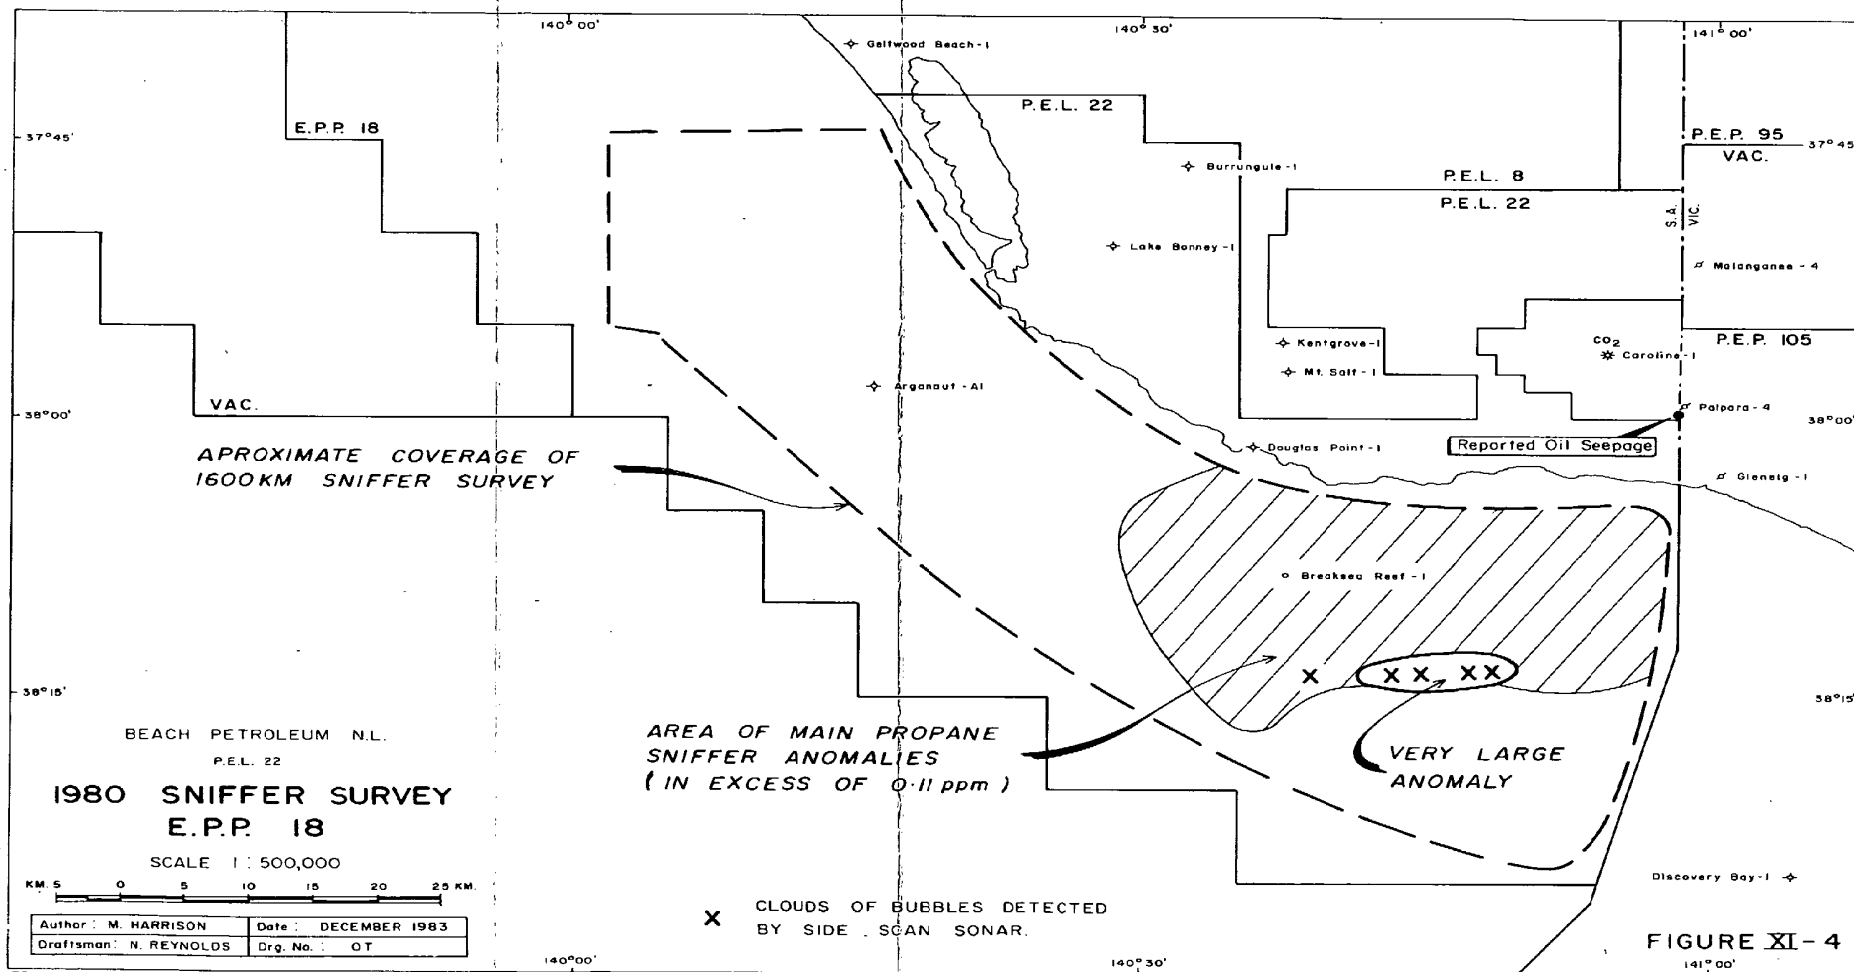 140° 00'
140° 30'
141° 00'
Geltwood Beach - 1
P.E.L. 22
E.P.P. 18
37° 45'
P.E.P. 95
37° 45'
VAC.
Burrungule - 1
P.E.L. 8
P.E.L. 22
S.A.
VIC.
Lake Bonney - 1
Malanganee - 4
Kentgrove - 1
CO2
Caroline - 1
P.E.P. 105
Mt. Salt - 1
Argonaut - A1
VAC.
Palpara - 4
38° 00'
38° 00'
Reported Oil Seepage
Douglas Point - 1
Glenelg - 1
APROXIMATE COVERAGE OF
1600KM SNIFFER SURVEY
Breaksea Reef - 1
X X X X X
38° 15'
38° 15'
AREA OF MAIN PROPANE
SNIFFER ANOMALIES
( IN EXCESS OF 0·11 ppm )
VERY LARGE
ANOMALY
BEACH PETROLEUM N.L.
P.E.L. 22
1980 SNIFFER SURVEY
E.P.P. 18
SCALE 1 : 500,000
KM. 5 0 5 10 15 20 25 KM.
Author : M. HARRISON Date : DECEMBER 1983
Draftsman: N. REYNOLDS Drg. No. : OT
X CLOUDS OF BUBBLES DETECTED
BY SIDE SCAN SONAR.
Discovery Bay - 1
FIGURE XI - 4
140° 00'
140° 30'
141° 00'